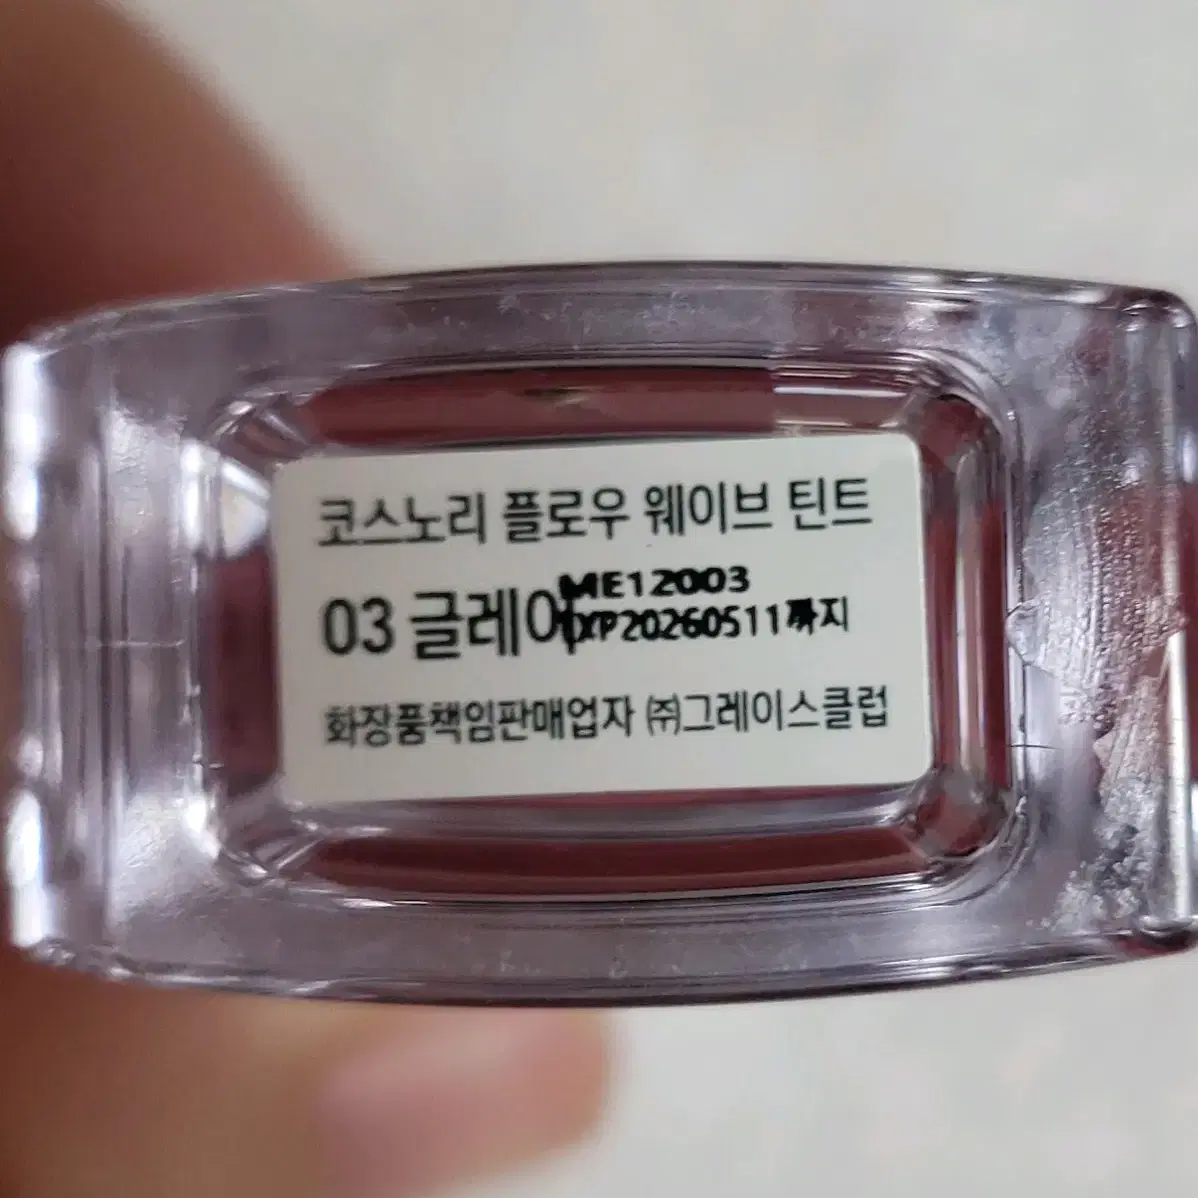 코스노리 플로우 웨이브 틴트
03 글레이
ME12003
EXP20260511까지
화장품책임판매업자 ㈜그레이스클럽